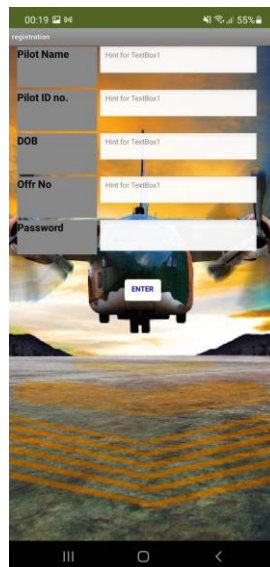 00:19 55%
registration
Pilot Name Hint for TextBox1
Pilot ID no. Hint for TextBox1
DOB Hint for TextBox1
Offr No Hint for TextBox1
Password
ENTER